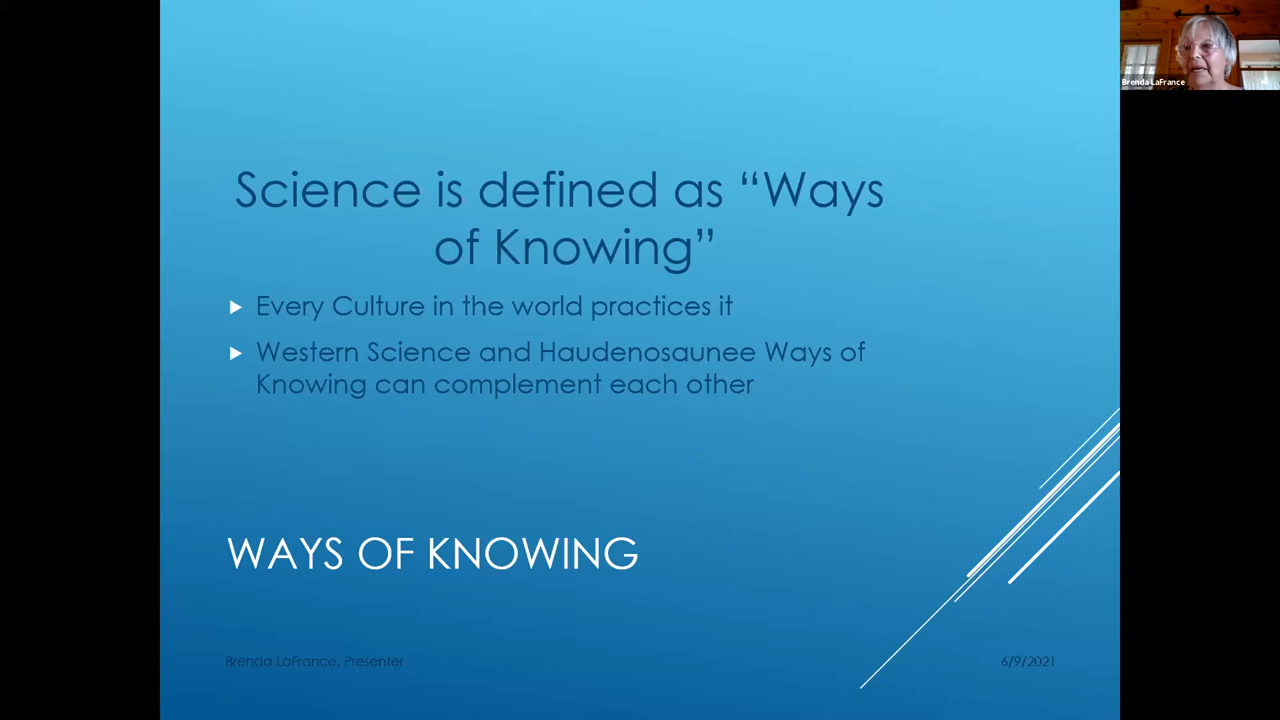 Brenda LaFrance
Science is defined as “Ways
of Knowing”
Every Culture in the world practices it
Western Science and Haudenosaunee Ways of
Knowing can complement each other
WAYS OF KNOWING
Brenda LaFrance, Presenter
6/9/2021